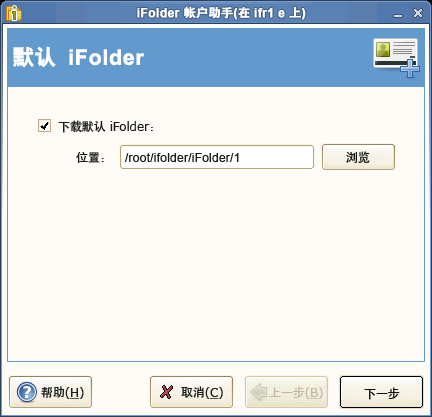 iFolder 帐户助手(在 ifr1 e 上)
默认 iFolder
下载默认 iFolder:
位置: /root/ifolder/iFolder/1 浏览
帮助(H) 取消(C) 上一步(B) 下一步